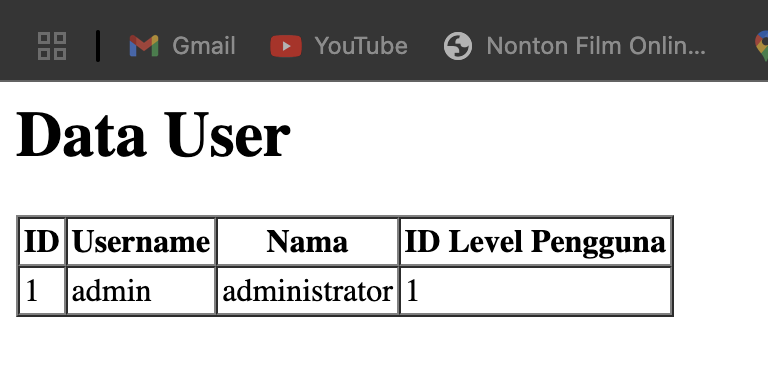 Gmail YouTube Nonton Film Onlin...
Data User
ID Username Nama ID Level Pengguna
1 admin administrator 1